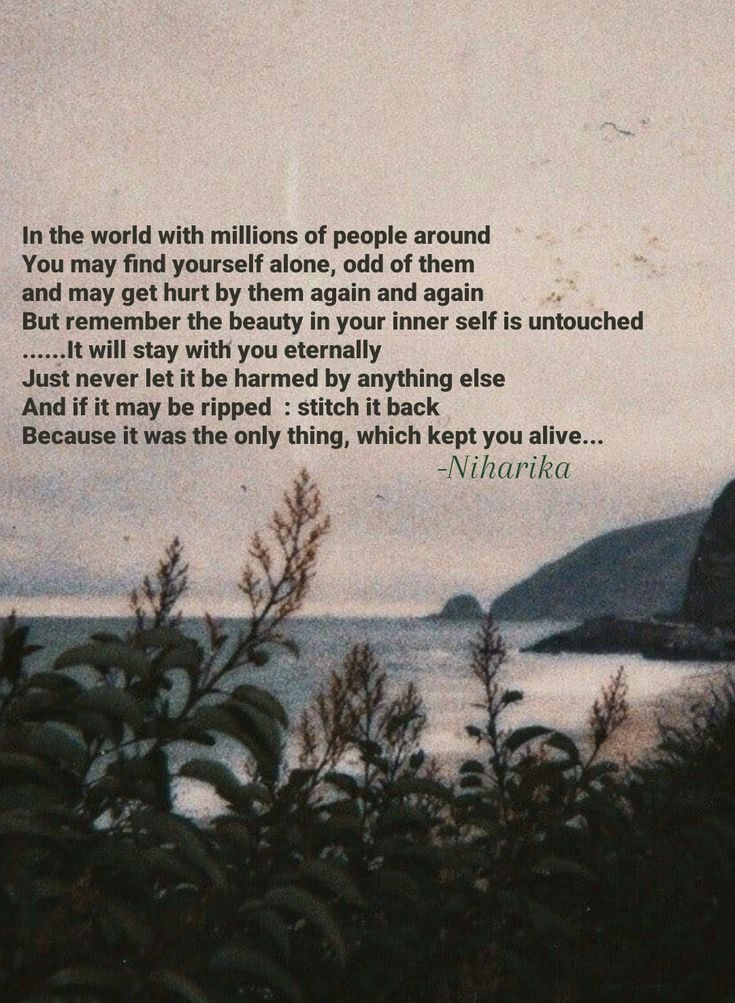 In the world with millions of people around
You may find yourself alone, odd of them
and may get hurt by them again and again
But remember the beauty in your inner self is untouched
......It will stay with you eternally
Just never let it be harmed by anything else
And if it may be ripped  : stitch it back
Because it was the only thing, which kept you alive...
-Niharika